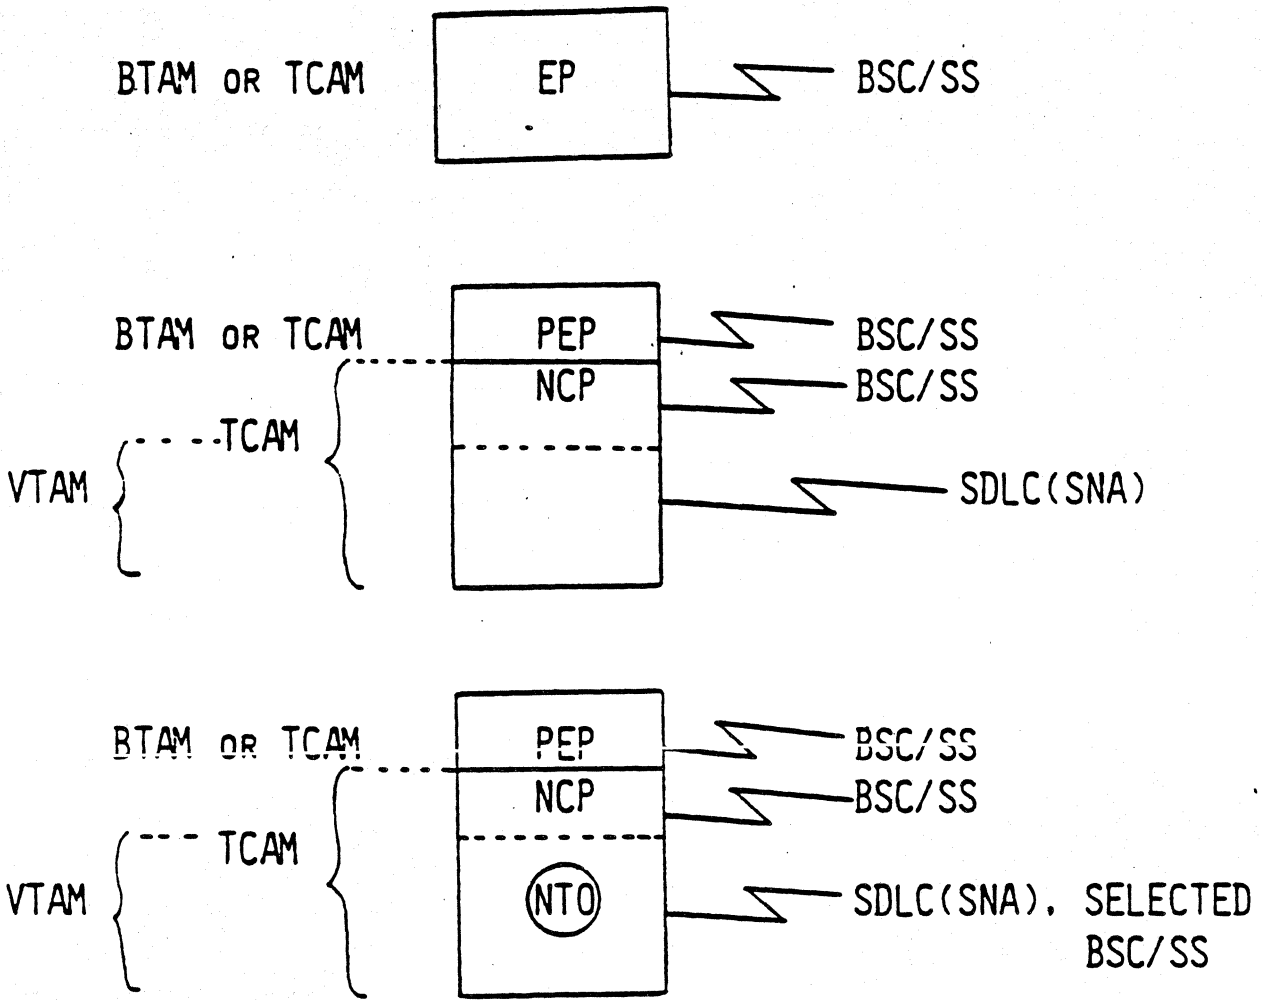 BTAM OR TCAM EP BSC/SS
BTAM OR TCAM PEP BSC/SS
NCP BSC/SS
TCAM
VTAM SDLC(SNA)
BTAM OR TCAM PEP BSC/SS
NCP BSC/SS
TCAM
VTAM NTO SDLC(SNA). SELECTED
BSC/SS